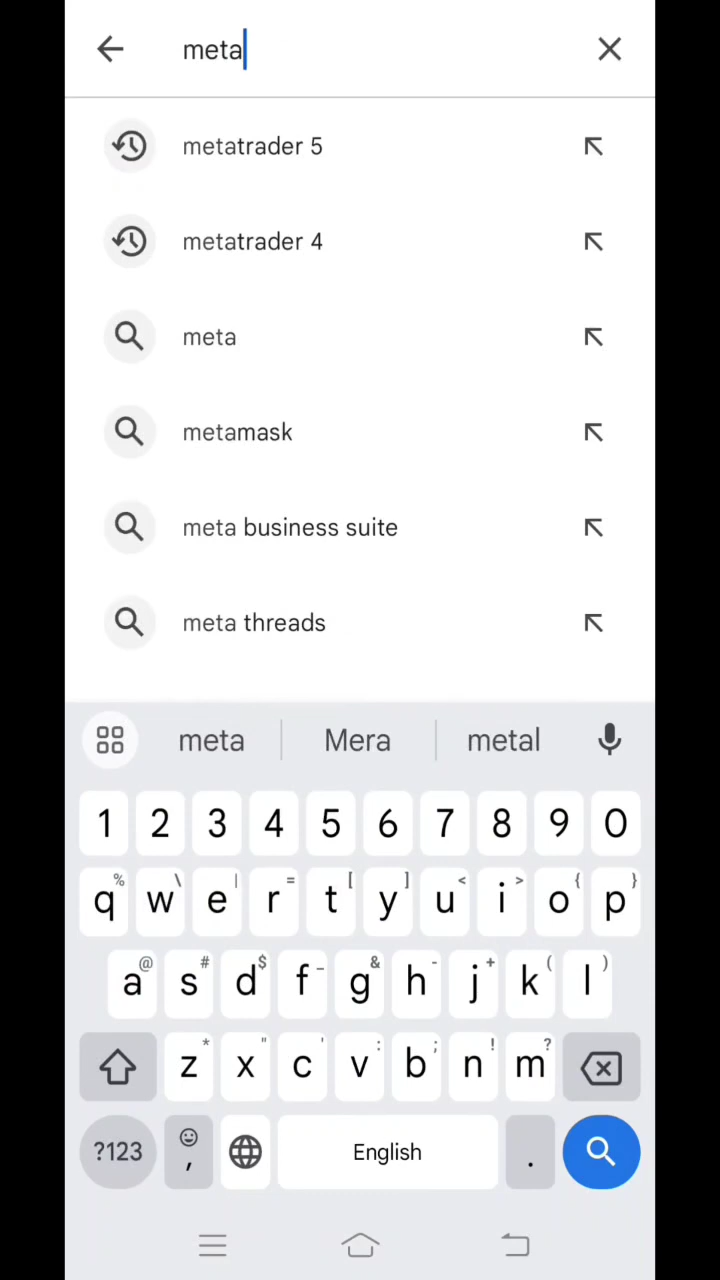 meta
metatrader 5
metatrader 4
meta
metamask
meta business suite
meta threads
meta Mera metal
1 2 3 4 5 6 7 8 9 0
% \ | = [ ] < > { }
q w e r t y u i o p
@ # $ _ & - + ( )
a s d f g h j k l
* " ' : ; ! ?
z x c v b n m
?123 , English .